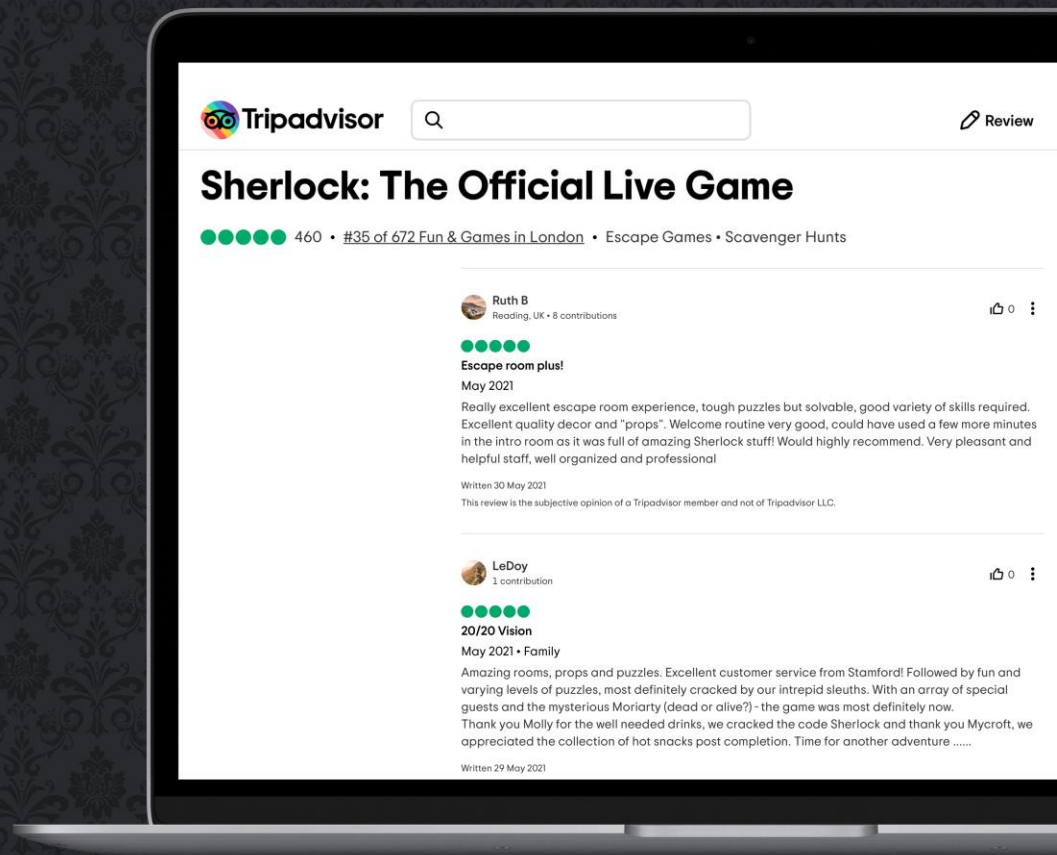 Tripadvisor
Review
Sherlock: The Official Live Game
460 • #35 of 672 Fun & Games in London • Escape Games • Scavenger Hunts
Ruth B
Reading, UK • 8 contributions
0
Escape room plus!
May 2021
Really excellent escape room experience, tough puzzles but solvable, good variety of skills required.
Excellent quality decor and "props". Welcome routine very good, could have used a few more minutes
in the intro room as it was full of amazing Sherlock stuff! Would highly recommend. Very pleasant and
helpful staff, well organized and professional
Written 30 May 2021
This review is the subjective opinion of a Tripadvisor member and not of Tripadvisor LLC.
LeDoy
1 contribution
0
20/20 Vision
May 2021 • Family
Amazing rooms, props and puzzles. Excellent customer service from Stamford! Followed by fun and
varying levels of puzzles, most definitely cracked by our intrepid sleuths. With an array of special
guests and the mysterious Moriarty (dead or alive?) - the game was most definitely now.
Thank you Molly for the well needed drinks, we cracked the code Sherlock and thank you Mycroft, we
appreciated the collection of hot snacks post completion. Time for another adventure ......
Written 29 May 2021